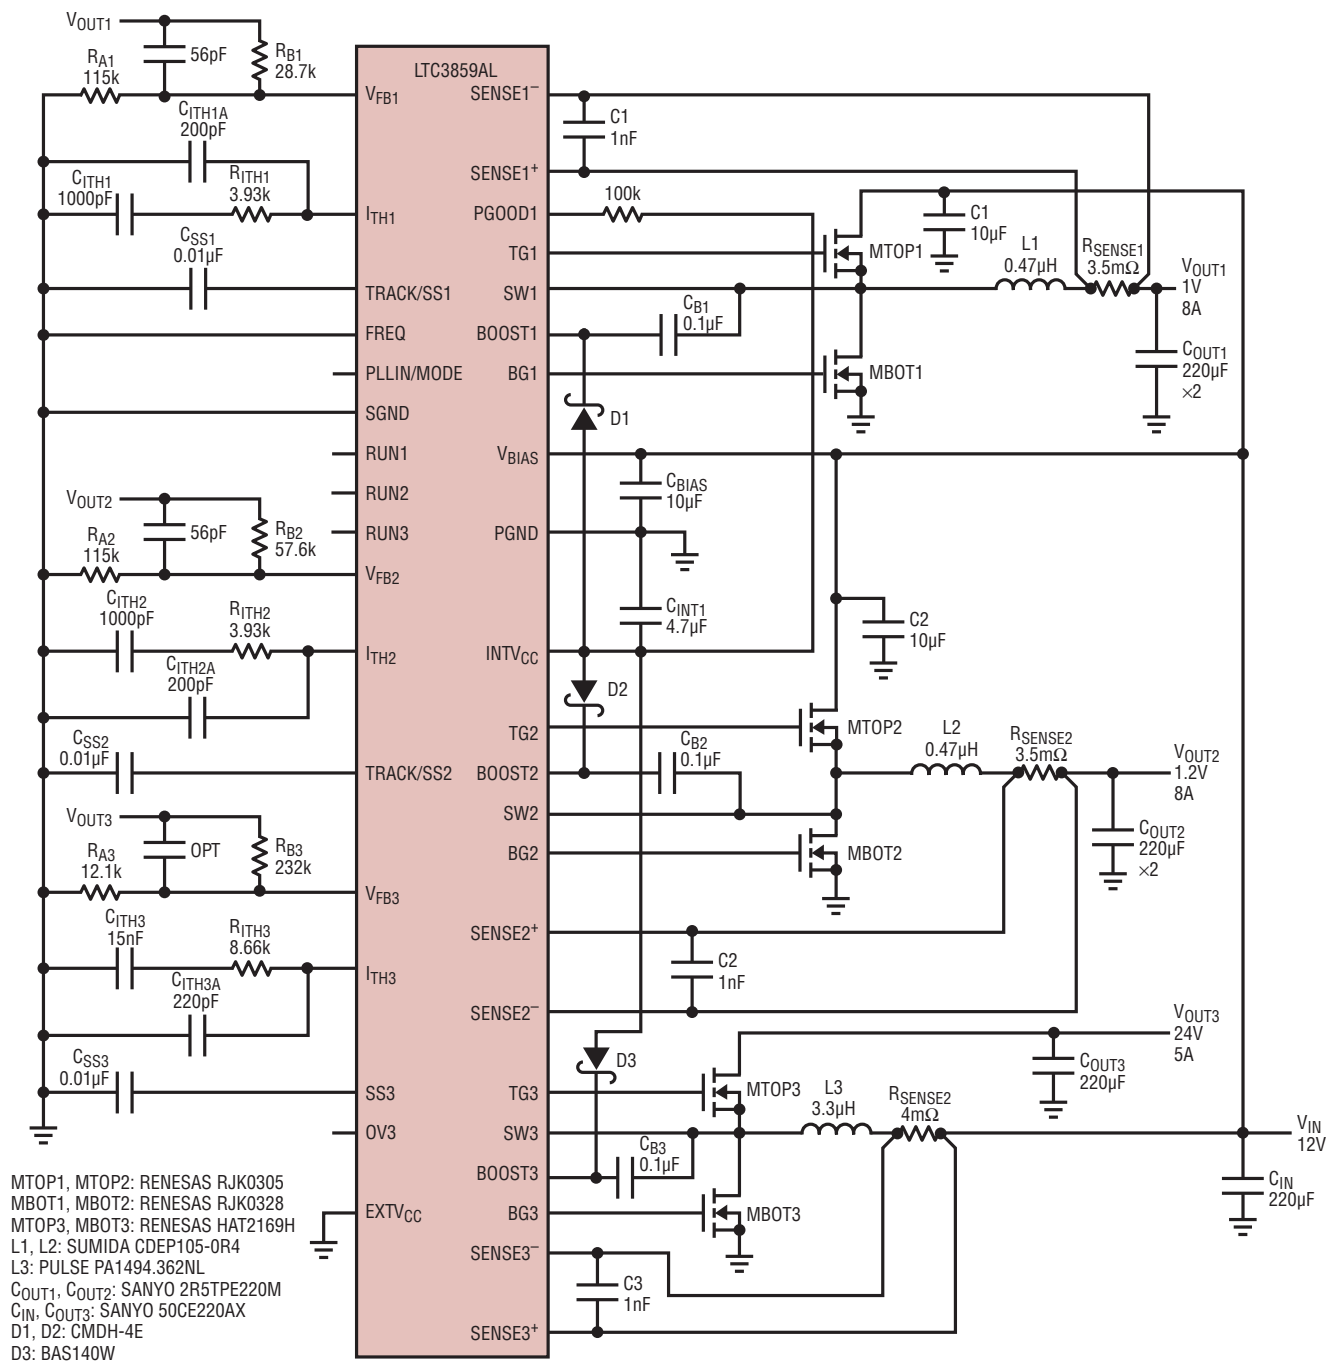 VOUT1
RA1
115k
56pF
RB1
28.7k
CITH1A
200pF
CITH1
1000pF
RITH1
3.93k
CSS1
0.01µF
VOUT2
RA2
115k
56pF
RB2
57.6k
CITH2
1000pF
RITH2
3.93k
CITH2A
200pF
CSS2
0.01µF
VOUT3
RA3
12.1k
OPT
RB3
232k
CITH3
15nF
RITH3
8.66k
CITH3A
220pF
CSS3
0.01µF
LTC3859AL
VFB1
ITH1
TRACK/SS1
FREQ
PLLIN/MODE
SGND
RUN1
RUN2
RUN3
VFB2
ITH2
TRACK/SS2
VFB3
ITH3
SS3
OV3
EXTVCC
SENSE1–
SENSE1+
PGOOD1
TG1
SW1
BOOST1
BG1
VBIAS
PGND
INTVCC
TG2
BOOST2
SW2
BG2
SENSE2+
SENSE2–
TG3
SW3
BOOST3
BG3
SENSE3–
SENSE3+
C1
1nF
100k
MTOP1
C1
10µF
L1
0.47µH
RSENSE1
3.5mΩ
VOUT1
1V
8A
CB1
0.1µF
MBOT1
COUT1
220µF
×2
D1
CBIAS
10µF
CINT1
4.7µF
C2
10µF
D2
MTOP2
L2
0.47µH
RSENSE2
3.5mΩ
VOUT2
1.2V
8A
CB2
0.1µF
MBOT2
COUT2
220µF
×2
C2
1nF
VOUT3
24V
5A
D3
MTOP3
COUT3
220µF
L3
3.3µH
RSENSE2
4mΩ
VIN
12V
CB3
0.1µF
MBOT3
CIN
220µF
C3
1nF
MTOP1, MTOP2: RENESAS RJK0305
MBOT1, MBOT2: RENESAS RJK0328
MTOP3, MBOT3: RENESAS HAT2169H
L1, L2: SUMIDA CDEP105-0R4
L3: PULSE PA1494.362NL
COUT1, COUT2: SANYO 2R5TPE220M
CIN, COUT3: SANYO 50CE220AX
D1, D2: CMDH-4E
D3: BAS140W